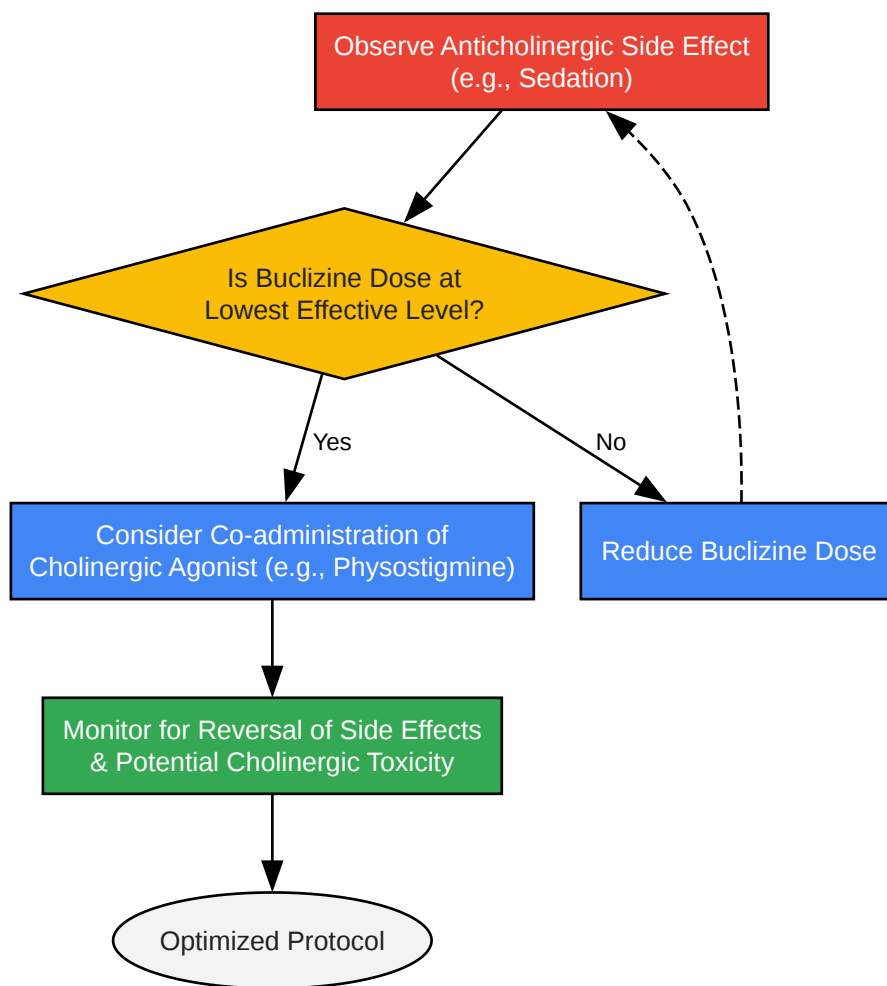 Observe Anticholinergic Side Effect
(e.g., Sedation)
Is Buclizine Dose at
Lowest Effective Level?
Yes
No
Consider Co-administration of
Cholinergic Agonist (e.g., Physostigmine)
Reduce Buclizine Dose
Monitor for Reversal of Side Effects
& Potential Cholinergic Toxicity
Optimized Protocol